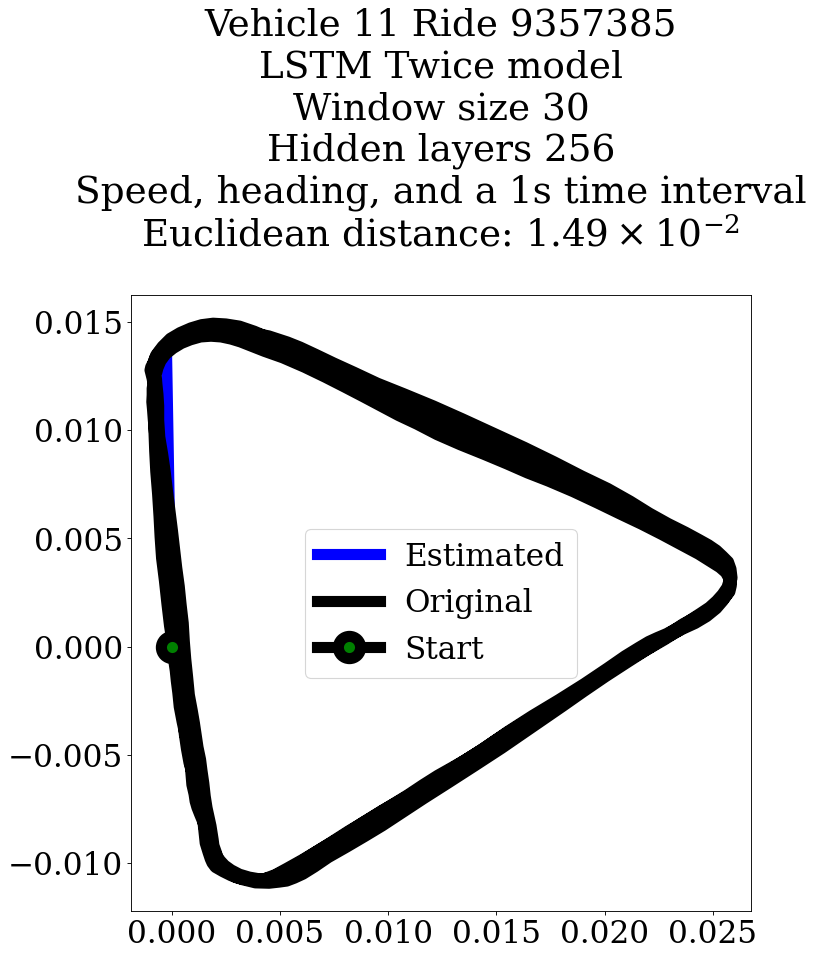 Vehicle 11 Ride 9357385
LSTM Twice model
Window size 30
Hidden layers 256
Speed, heading, and a 1s time interval
Euclidean distance: 1.49 × 10⁻²
0.015
0.010
0.005
0.000
−0.005
−0.010
Estimated
Original
Start
0.000 0.005 0.010 0.015 0.020 0.025